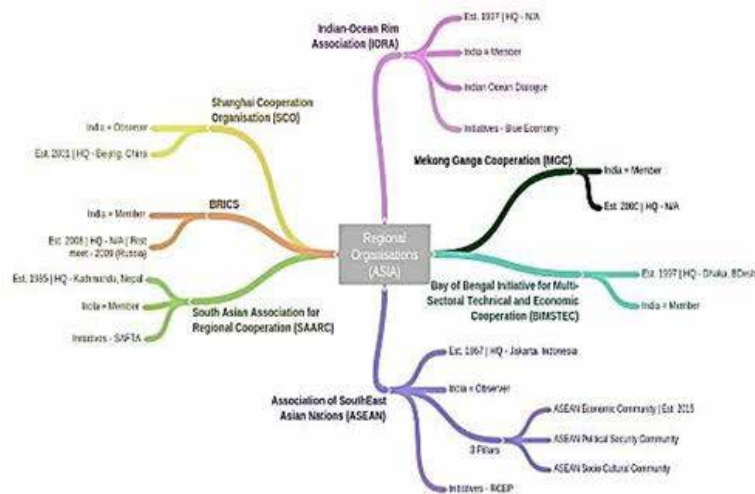 Indian-Ocean Rim
Association (IORA)
Est. 1997 | HQ - N/A
India = Member
Indian Ocean Dialogue
Initiatives - Blue Economy
Shanghai Cooperation
Organisation (SCO)
India = Observer
Est. 2001 | HQ - Beijing, China
Mekong Ganga Cooperation (MGC)
India = Member
Est. 2000 | HQ - N/A
BRICS
India = Member
Est. 2008 | HQ - N/A | First
meet - 2009 (Russia)
Regional
Organisations
(ASIA)
Bay of Bengal Initiative for Multi-
Sectoral Technical and Economic
Cooperation (BIMSTEC)
Est. 1997 | HQ - Dhaka, BDesh
India = Member
Est. 1985 | HQ - Kathmandu, Nepal
India = Member
Initiatives - SAFTA
South Asian Association for
Regional Cooperation (SAARC)
Association of SouthEast
Asian Nations (ASEAN)
Est. 1967 | HQ - Jakarta, Indonesia
India = Observer
3 Pillars
ASEAN Economic Community | Est. 2015
ASEAN Political Security Community
ASEAN Socio Cultural Community
Initiatives - RCEP